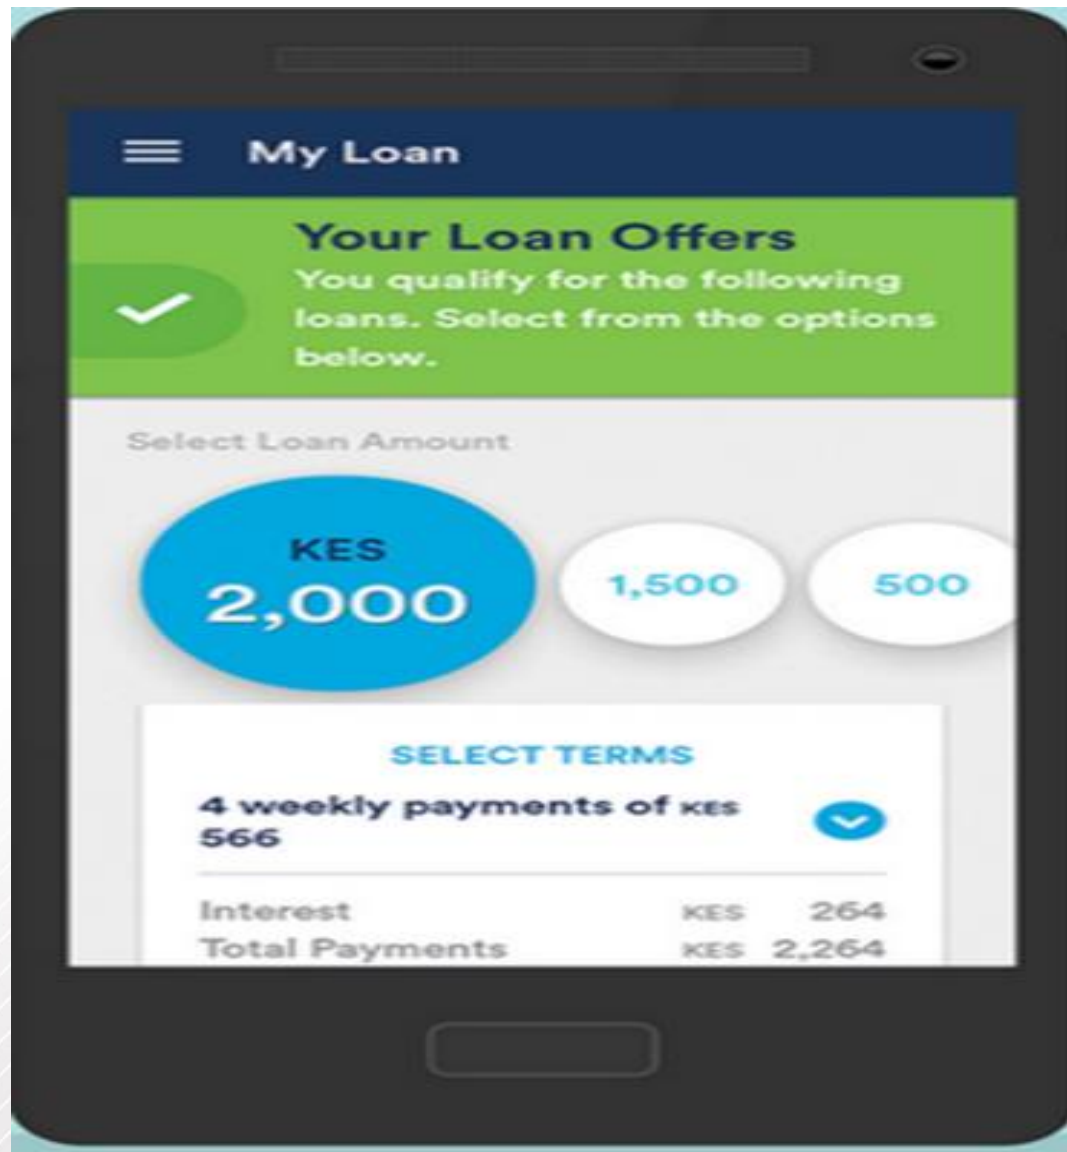 My Loan
Your Loan Offers
You qualify for the following
loans. Select from the options
below.
Select Loan Amount
KES
2,000
1,500
500
SELECT TERMS
4 weekly payments of KES
566
Interest KES 264
Total Payments KES 2,264